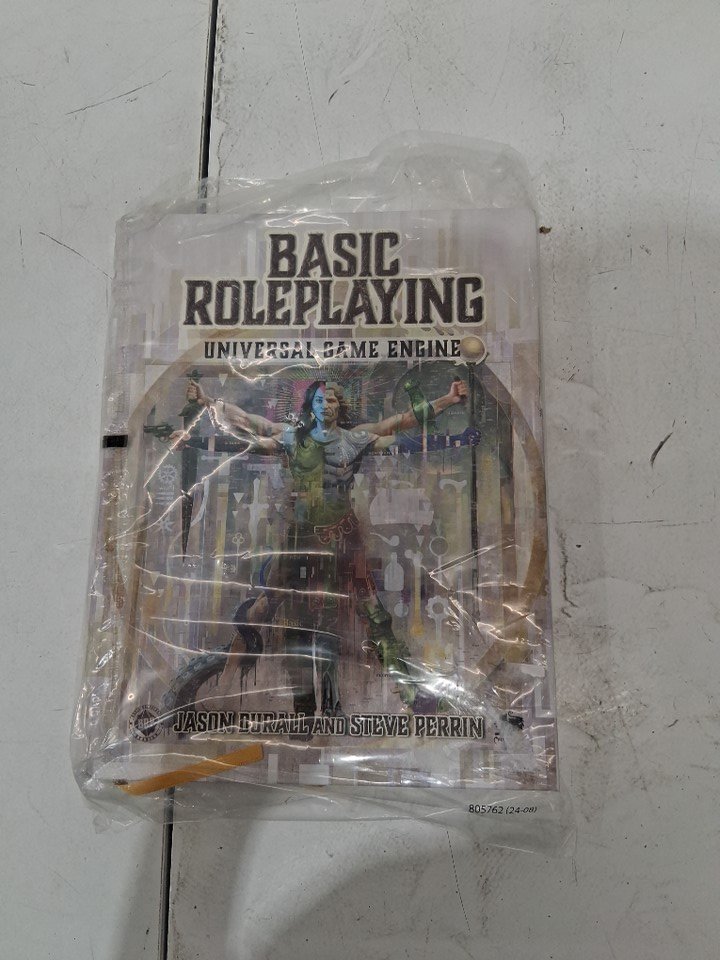 BASIC
ROLEPLAYING
UNIVERSAL GAME ENGINE
JASON DURALL AND STEVE PERRIN
805762 (24-08)